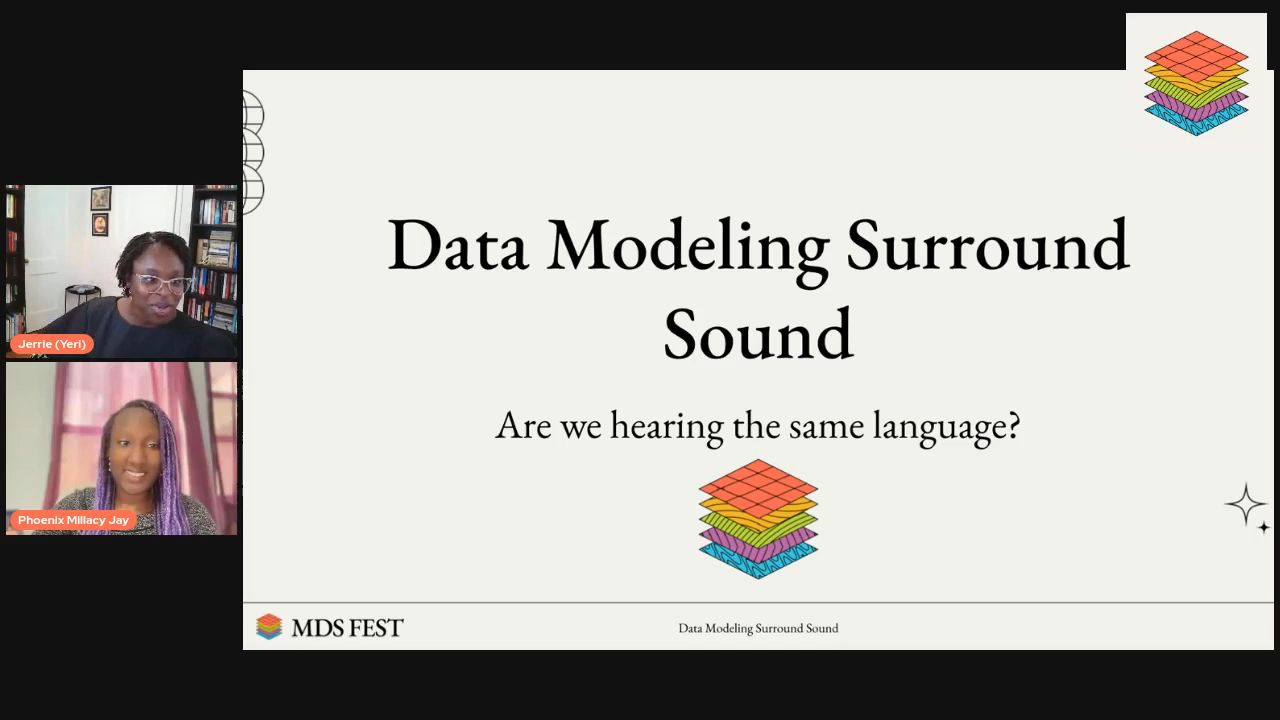 Data Modeling Surround
Sound
Are we hearing the same language?
Jerrie (Yeri)
Phoenix Millacy Jay
MDS FEST
Data Modeling Surround Sound